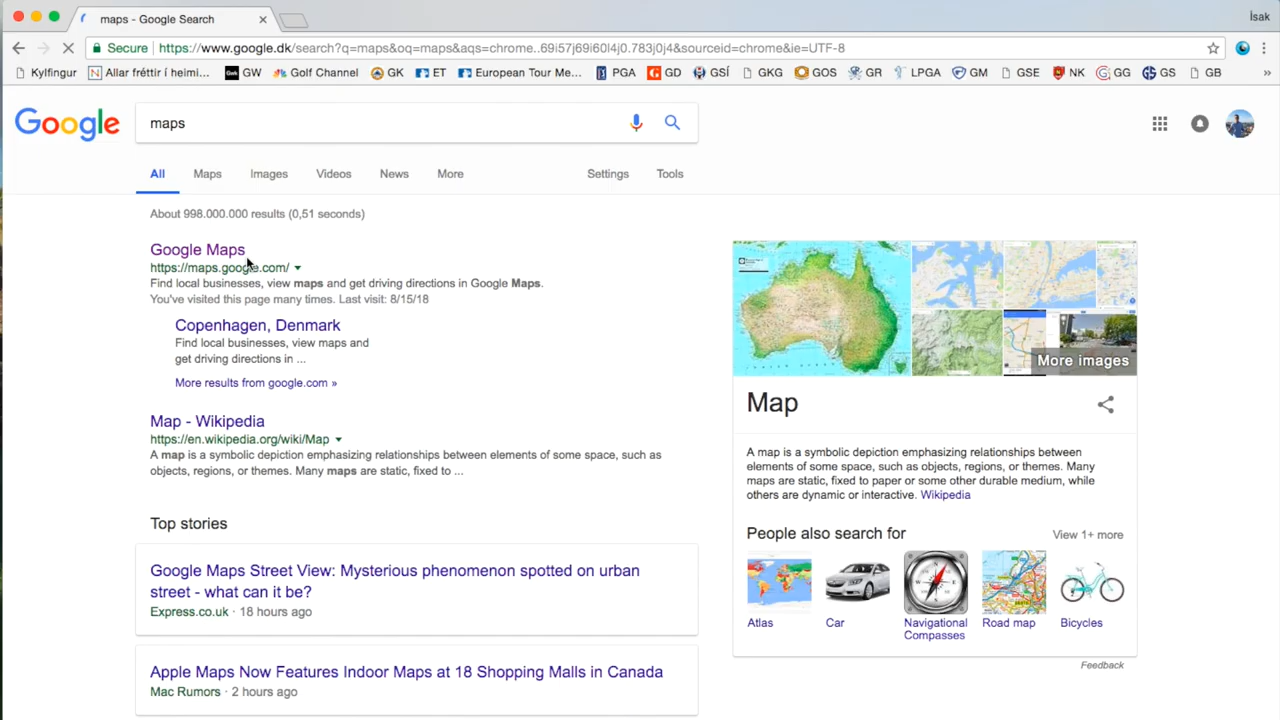 maps - Google Search
Ísak
Secure
https://www.google.dk/search?q=maps&oq=maps&aqs=chrome..69i57j69i60l4j0.783j0j4&sourceid=chrome&ie=UTF-8
Kylfingur
Allar fréttir í heimi...
GW
Golf Channel
GK
ET
European Tour Me...
PGA
GD
GSÍ
GKG
GOS
GR
LPGA
GM
GSE
NK
GG
GS
GB
»
Google
maps
All
Maps
Images
Videos
News
More
Settings
Tools
About 998.000.000 results (0,51 seconds)
Google Maps
https://maps.google.com/
Find local businesses, view maps and get driving directions in Google Maps.
You've visited this page many times. Last visit: 8/15/18
Copenhagen, Denmark
Find local businesses, view maps and
get driving directions in ...
More results from google.com »
Map - Wikipedia
https://en.wikipedia.org/wiki/Map
A map is a symbolic depiction emphasizing relationships between elements of some space, such as
objects, regions, or themes. Many maps are static, fixed to ...
Top stories
Google Maps Street View: Mysterious phenomenon spotted on urban
street - what can it be?
Express.co.uk · 18 hours ago
Apple Maps Now Features Indoor Maps at 18 Shopping Malls in Canada
Mac Rumors · 2 hours ago
More images
Map
A map is a symbolic depiction emphasizing relationships between
elements of some space, such as objects, regions, or themes. Many
maps are static, fixed to paper or some other durable medium, while
others are dynamic or interactive. Wikipedia
People also search for
View 1+ more
Atlas
Car
Navigational
Compasses
Road map
Bicycles
Feedback